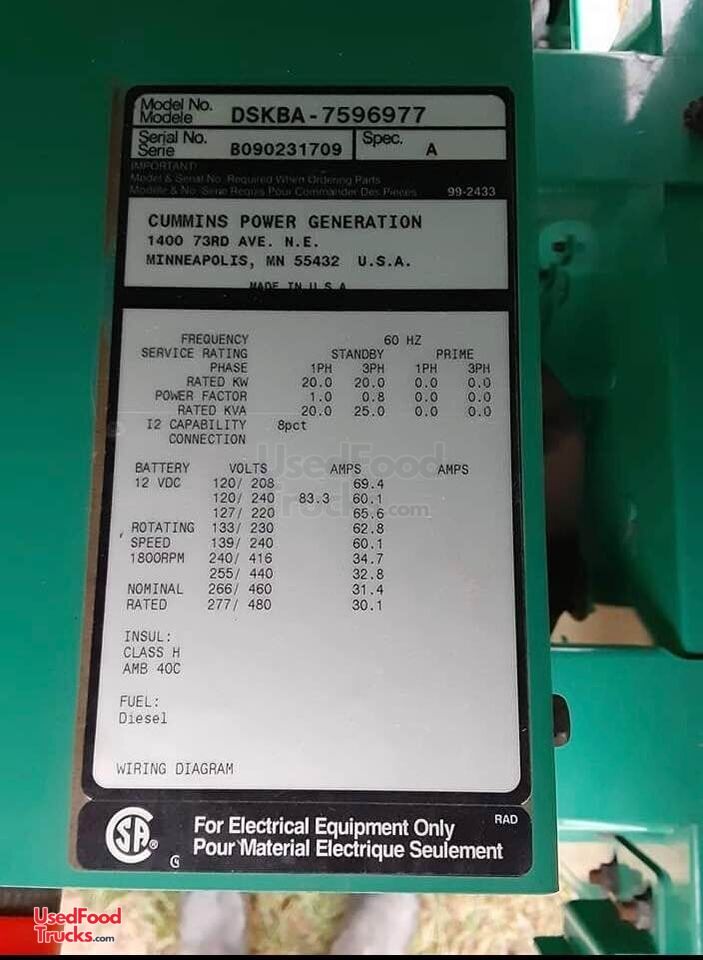 Model No.
Modele
DSKBA-7596977
Serial No.
Serie
B090231709
Spec.
A
IMPORTANT
Model & Serial No. Required When Ordering Parts
Modèle & No. Serie Requis Pour Commander Des Pieces
99-2433
CUMMINS POWER GENERATION
1400 73RD AVE. N.E.
MINNEAPOLIS, MN 55432 U.S.A.
MADE IN U.S.A.
FREQUENCY 60 HZ
SERVICE RATING STANDBY PRIME
PHASE 1PH 3PH 1PH 3PH
RATED KW 20.0 20.0 0.0 0.0
POWER FACTOR 1.0 0.8 0.0 0.0
RATED KVA 20.0 25.0 0.0 0.0
I2 CAPABILITY 8pct
CONNECTION
BATTERY VOLTS AMPS AMPS
12 VDC 120/ 208 69.4
120/ 240 83.3 60.1
127/ 220 65.6
ROTATING 133/ 230 62.8
SPEED 139/ 240 60.1
1800RPM 240/ 416 34.7
255/ 440 32.8
NOMINAL 266/ 460 31.4
RATED 277/ 480 30.1
UsedFood
Trucks.com
INSUL:
CLASS H
AMB 40C
FUEL:
Diesel
WIRING DIAGRAM
SA®
For Electrical Equipment Only
Pour Material Electrique Seulement
RAD
UsedFood
Trucks.com